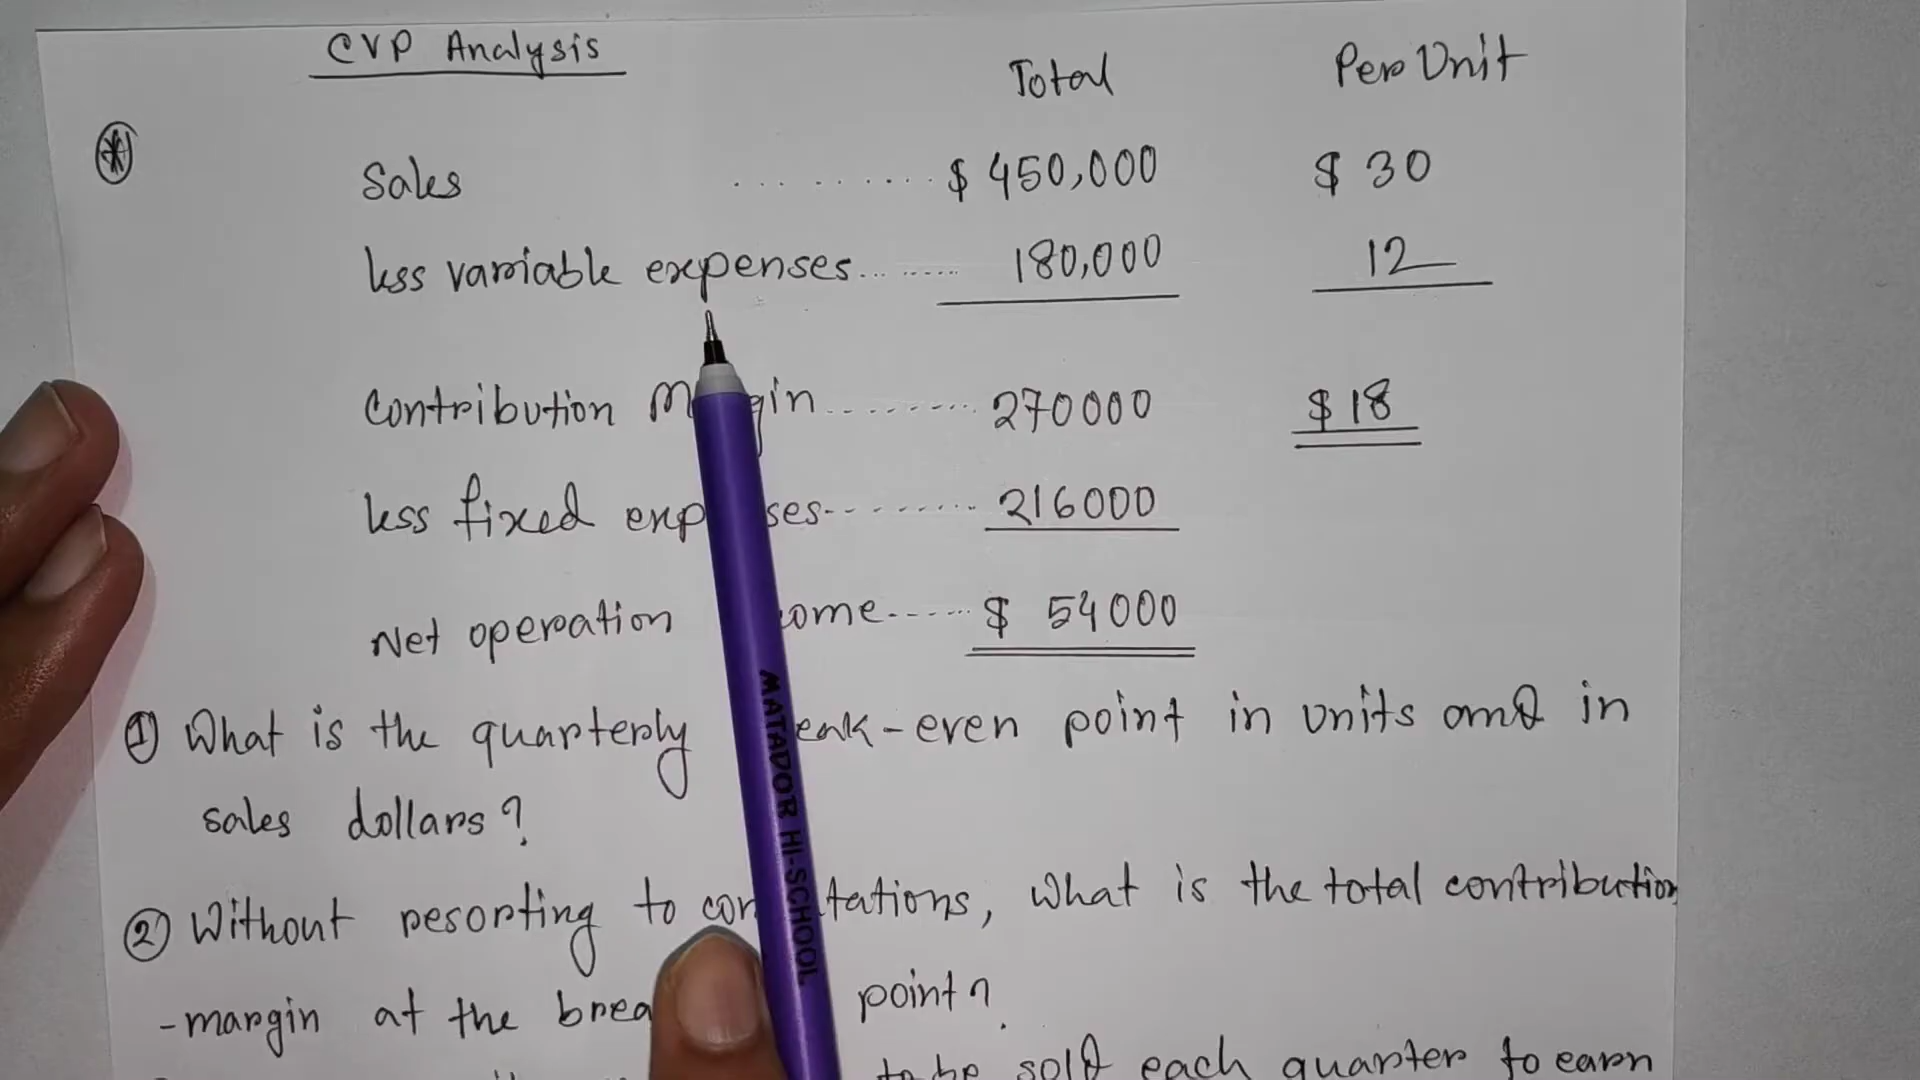 CVP Analysis
Total Per Unit
Sales .......... $ 450,000 $ 30
less variable expenses......... 180,000 12
Contribution ......... 270000 $18
less fixed ......... 216000
Net operation ...... $ 54000
① What is the quarterly -even point in units and in
sales dollars?
② Without resorting to , what is the total contribution
-margin at the point?
sold each quarter to earn
MATADOR HI-SCHOOL